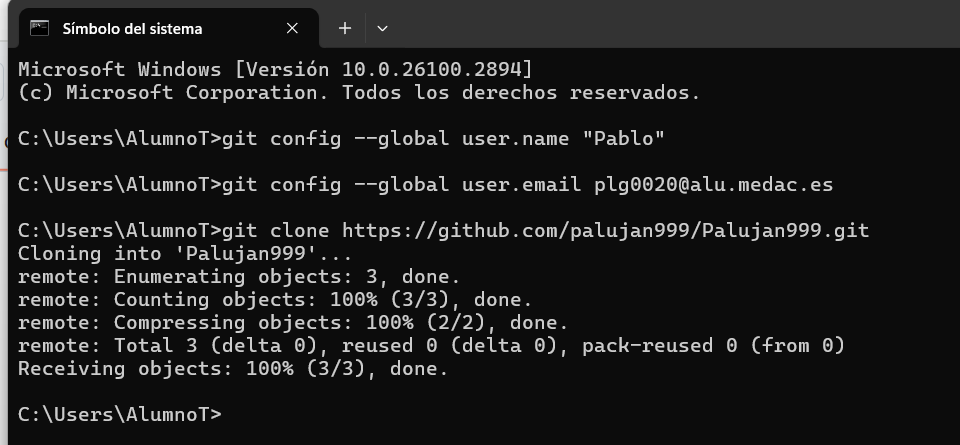 Símbolo del sistema
Microsoft Windows [Versión 10.0.26100.2894]
(c) Microsoft Corporation. Todos los derechos reservados.
C:\Users\AlumnoT>git config --global user.name "Pablo"
C:\Users\AlumnoT>git config --global user.email plg0020@alu.medac.es
C:\Users\AlumnoT>git clone https://github.com/palujan999/Palujan999.git
Cloning into 'Palujan999'...
remote: Enumerating objects: 3, done.
remote: Counting objects: 100% (3/3), done.
remote: Compressing objects: 100% (2/2), done.
remote: Total 3 (delta 0), reused 0 (delta 0), pack-reused 0 (from 0)
Receiving objects: 100% (3/3), done.
C:\Users\AlumnoT>